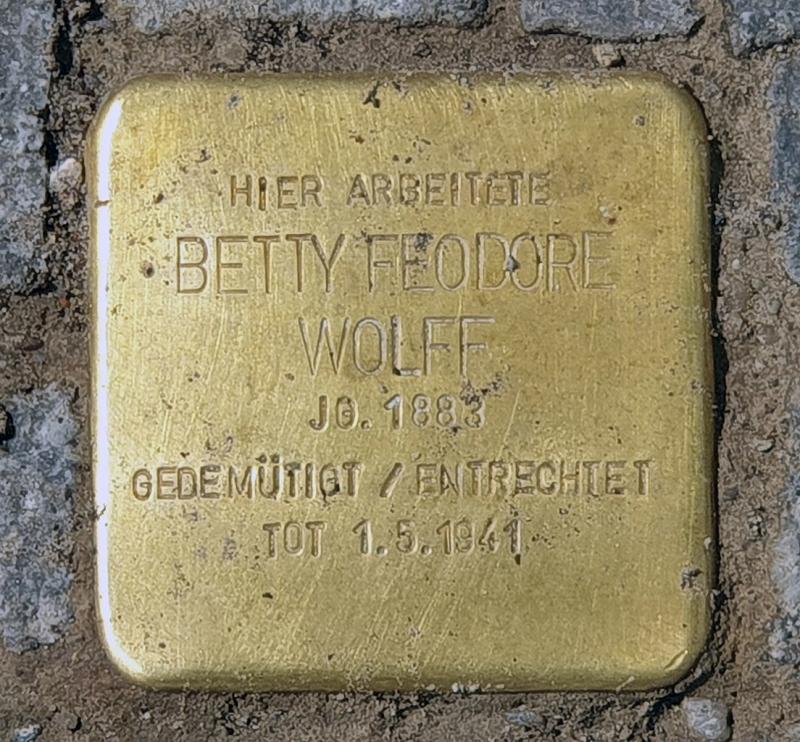 HIER ARBEITETE
BETTY FEODORE
WOLFF
JG. 1883
GEDEMÜTIGT / ENTRECHTET
TOT 1.5.1941